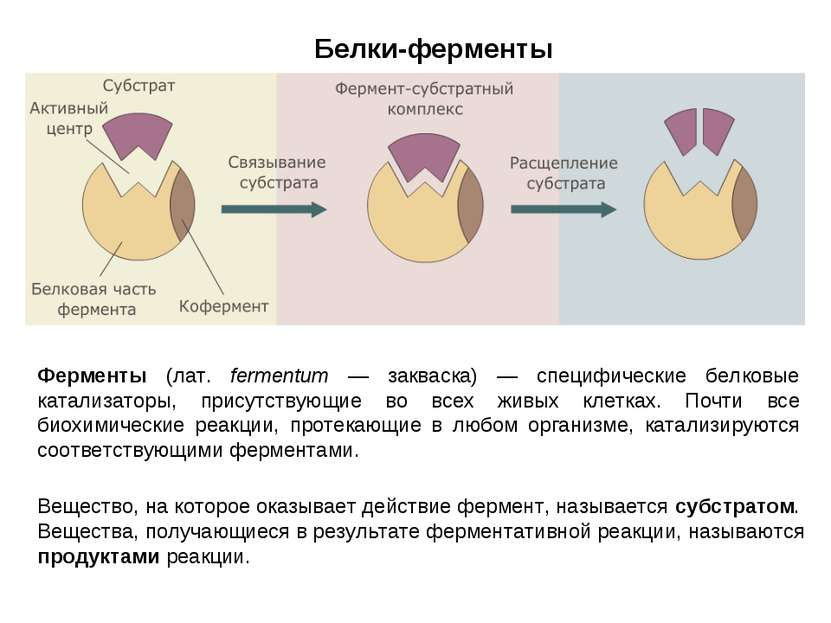 Белки-ферменты
Субстрат
Активный
центр
Белковая часть
фермента
Кофермент
Связывание
субстрата
Фермент-субстратный
комплекс
Расщепление
субстрата
Ферменты (лат. fermentum — закваска) — специфические белковые
катализаторы, присутствующие во всех живых клетках. Почти все
биохимические реакции, протекающие в любом организме, катализируются
соответствующими ферментами.
Вещество, на которое оказывает действие фермент, называется субстратом.
Вещества, получающиеся в результате ферментативной реакции, называются
продуктами реакции.